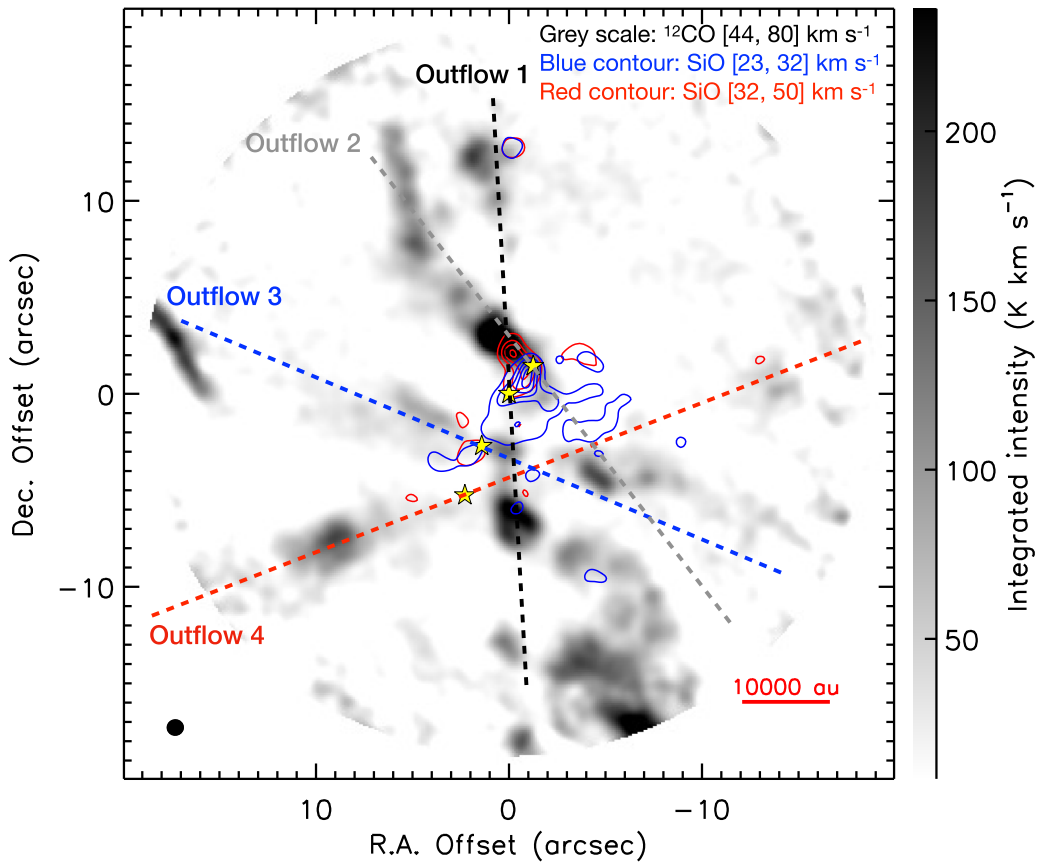 Grey scale: ¹²CO [44, 80] km s⁻¹
Blue contour: SiO [23, 32] km s⁻¹
Red contour: SiO [32, 50] km s⁻¹
Outflow 1
Outflow 2
Outflow 3
Outflow 4
10000 au
10
0
−10
Dec. Offset (arcsec)
10
0
−10
R.A. Offset (arcsec)
200
150
100
50
Integrated intensity (K km s⁻¹)